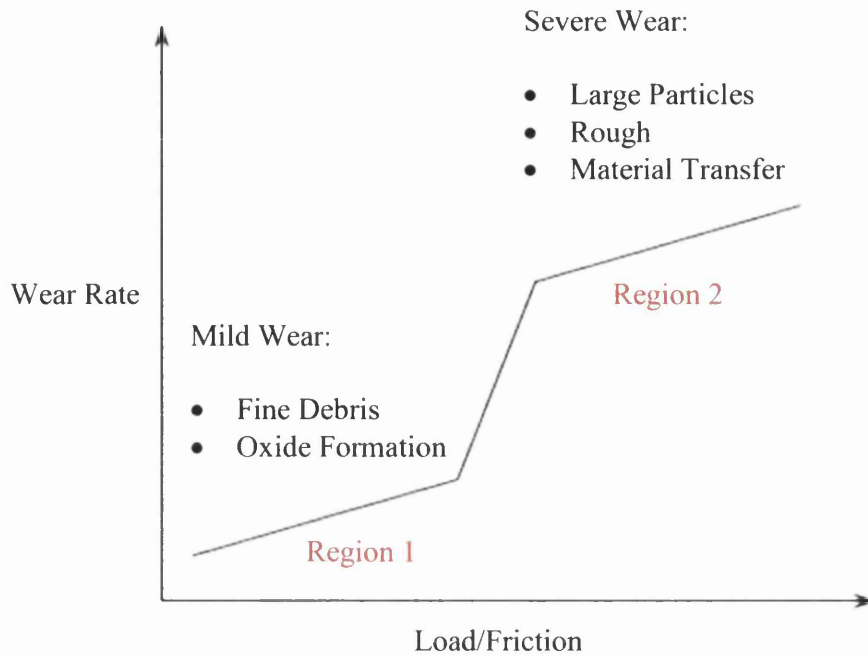 Severe Wear:
• Large Particles
• Rough
• Material Transfer
Wear Rate
Region 2
Mild Wear:
• Fine Debris
• Oxide Formation
Region 1
Load/Friction